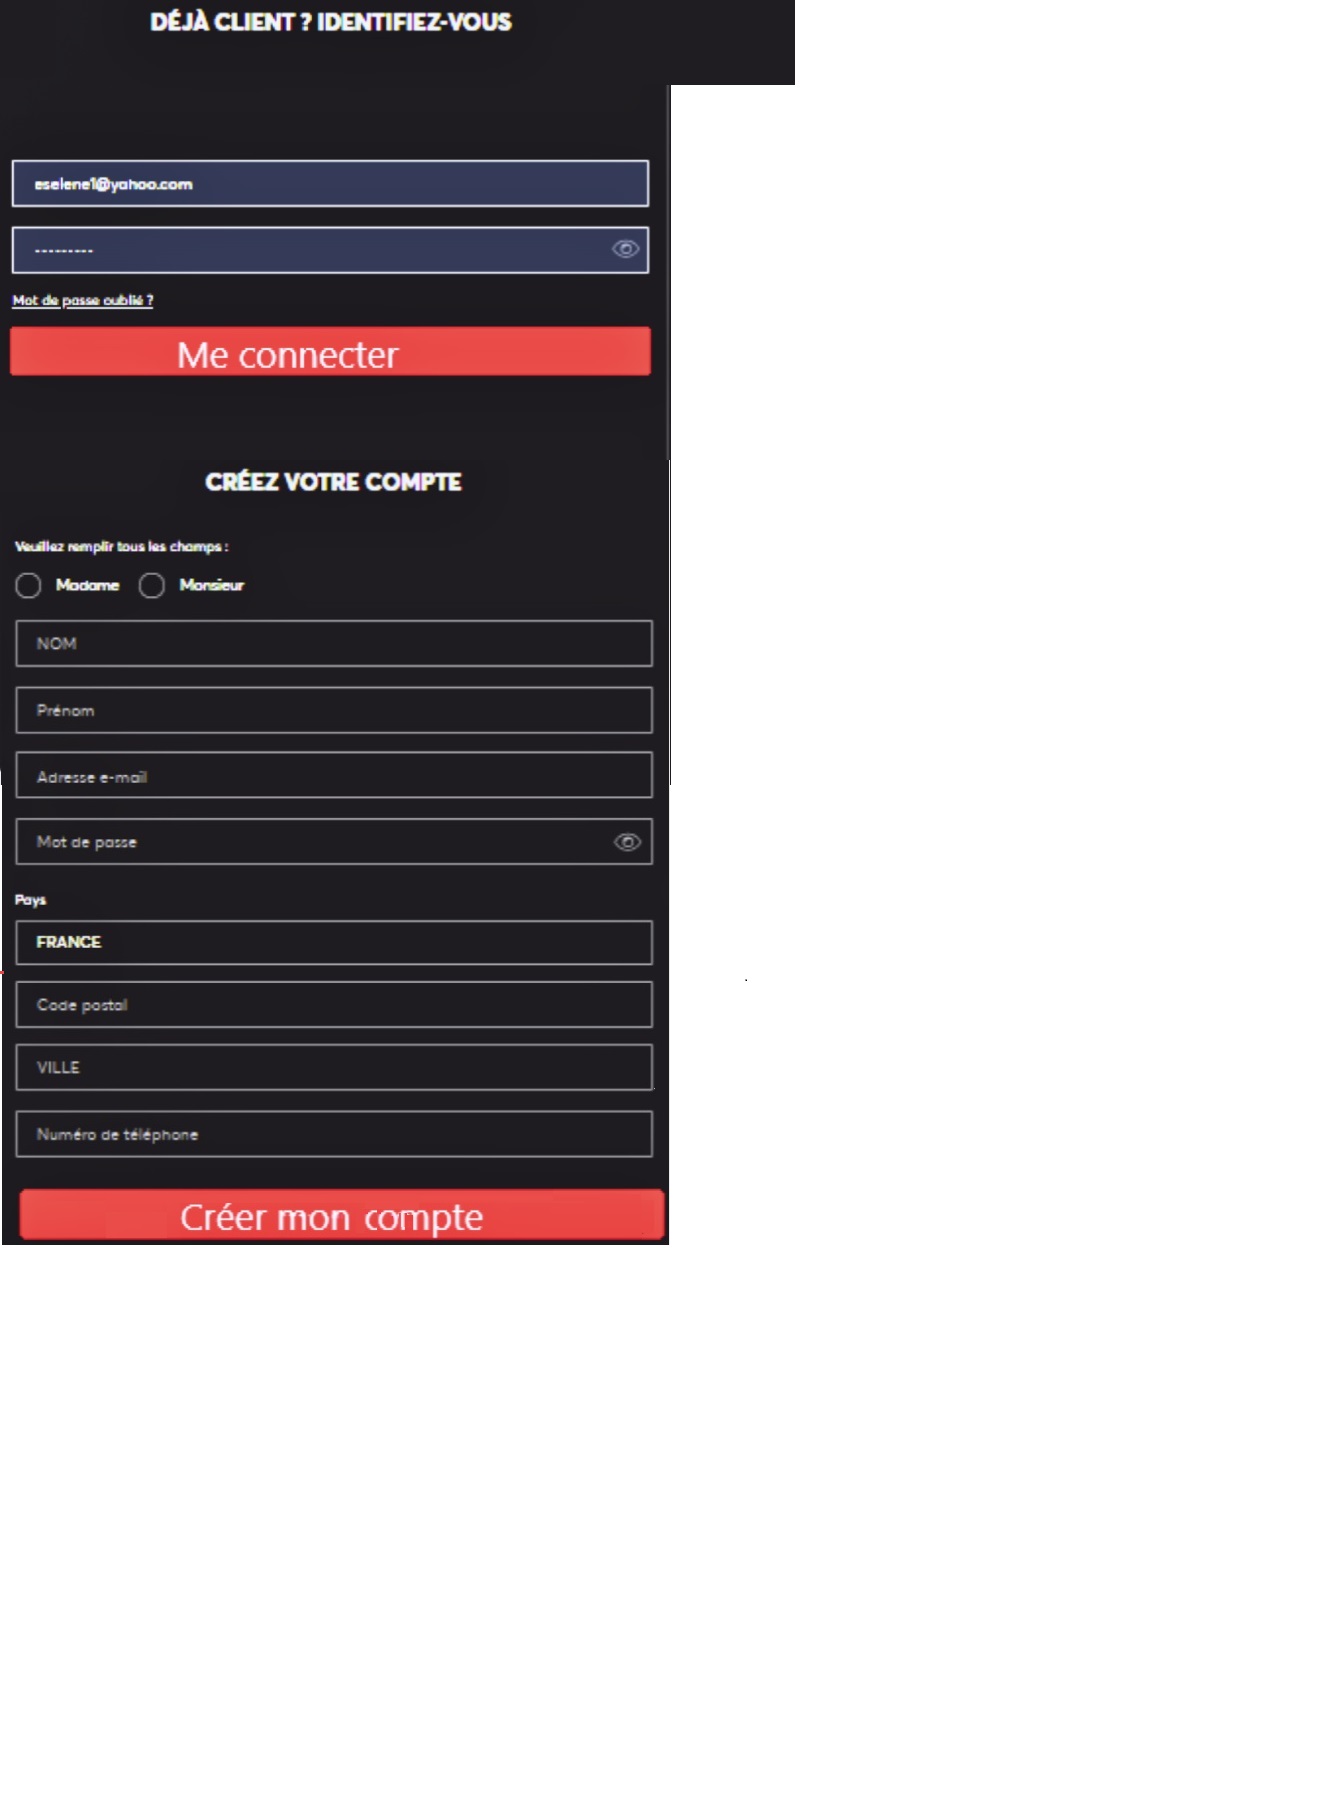 DÉJÀ CLIENT ? IDENTIFIEZ-VOUS
eselene1@yahoo.com
---------
Mot de passe oublié ?
Me connecter
CRÉEZ VOTRE COMPTE
Veuillez remplir tous les champs :
Madame Monsieur
NOM
Prénom
Adresse e-mail
Mot de passe
Pays
FRANCE
Code postal
VILLE
Numéro de téléphone
Créer mon compte